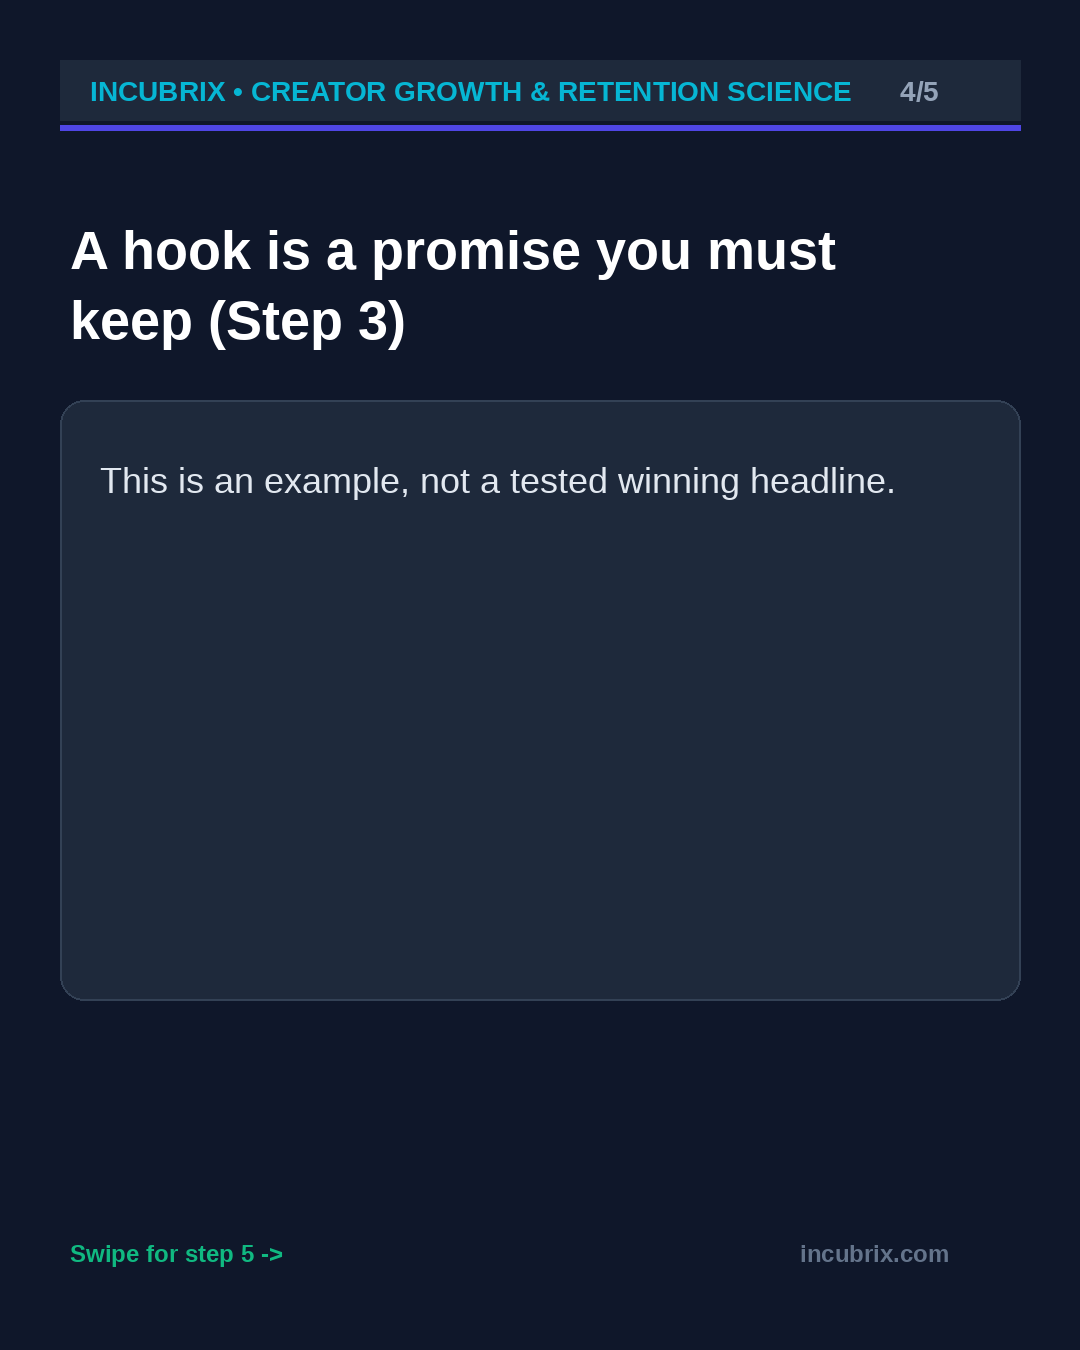 INCUBRIX • CREATOR GROWTH & RETENTION SCIENCE 4/5
A hook is a promise you must
keep (Step 3)
This is an example, not a tested winning headline.
Swipe for step 5 -> incubrix.com